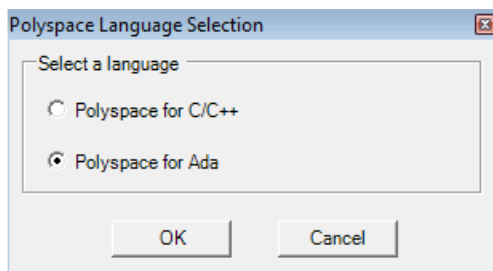 Polyspace Language Selection
Select a language
Polyspace for C/C++
Polyspace for Ada
OK Cancel